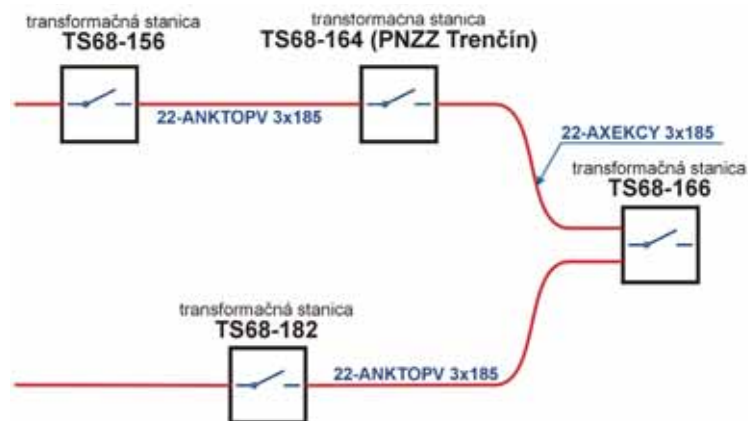 transformačná stanica
TS68-156
transformačná stanica
TS68-164 (PNZZ Trenčín)
22-ANKTOPV 3x185
22-AXEKCY 3x185
transformačná stanica
TS68-166
transformačná stanica
TS68-182
22-ANKTOPV 3x185